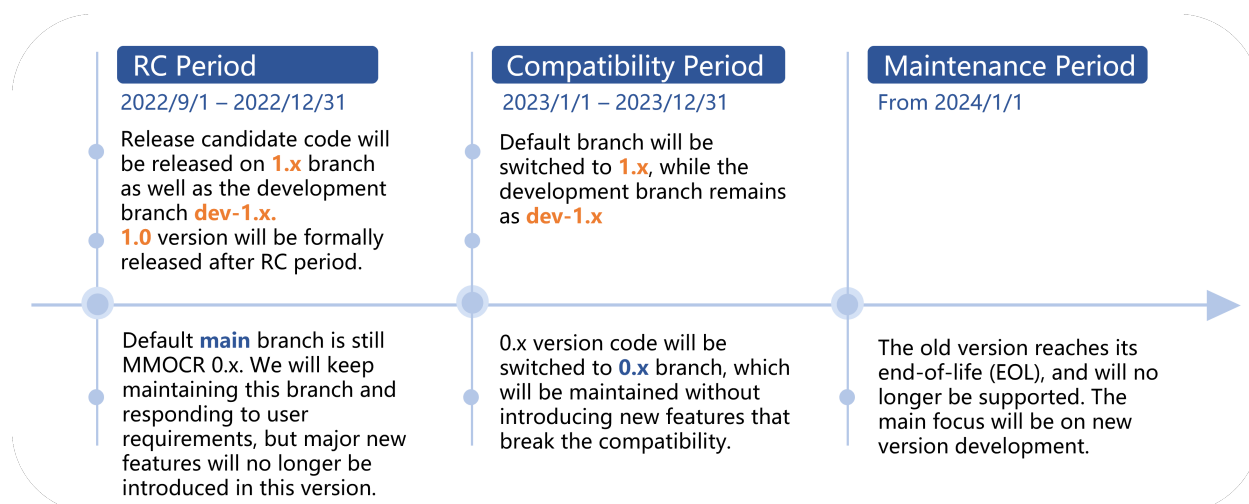 RC Period
2022/9/1 – 2022/12/31
Release candidate code will
be released on 1.x branch
as well as the development
branch dev-1.x.
1.0 version will be formally
released after RC period.
Default main branch is still
MMOCR 0.x. We will keep
maintaining this branch and
responding to user
requirements, but major new
features will no longer be
introduced in this version.
Compatibility Period
2023/1/1 – 2023/12/31
Default branch will be
switched to 1.x, while the
development branch remains
as dev-1.x
0.x version code will be
switched to 0.x branch, which
will be maintained without
introducing new features that
break the compatibility.
Maintenance Period
From 2024/1/1
The old version reaches its
end-of-life (EOL), and will no
longer be supported. The
main focus will be on new
version development.